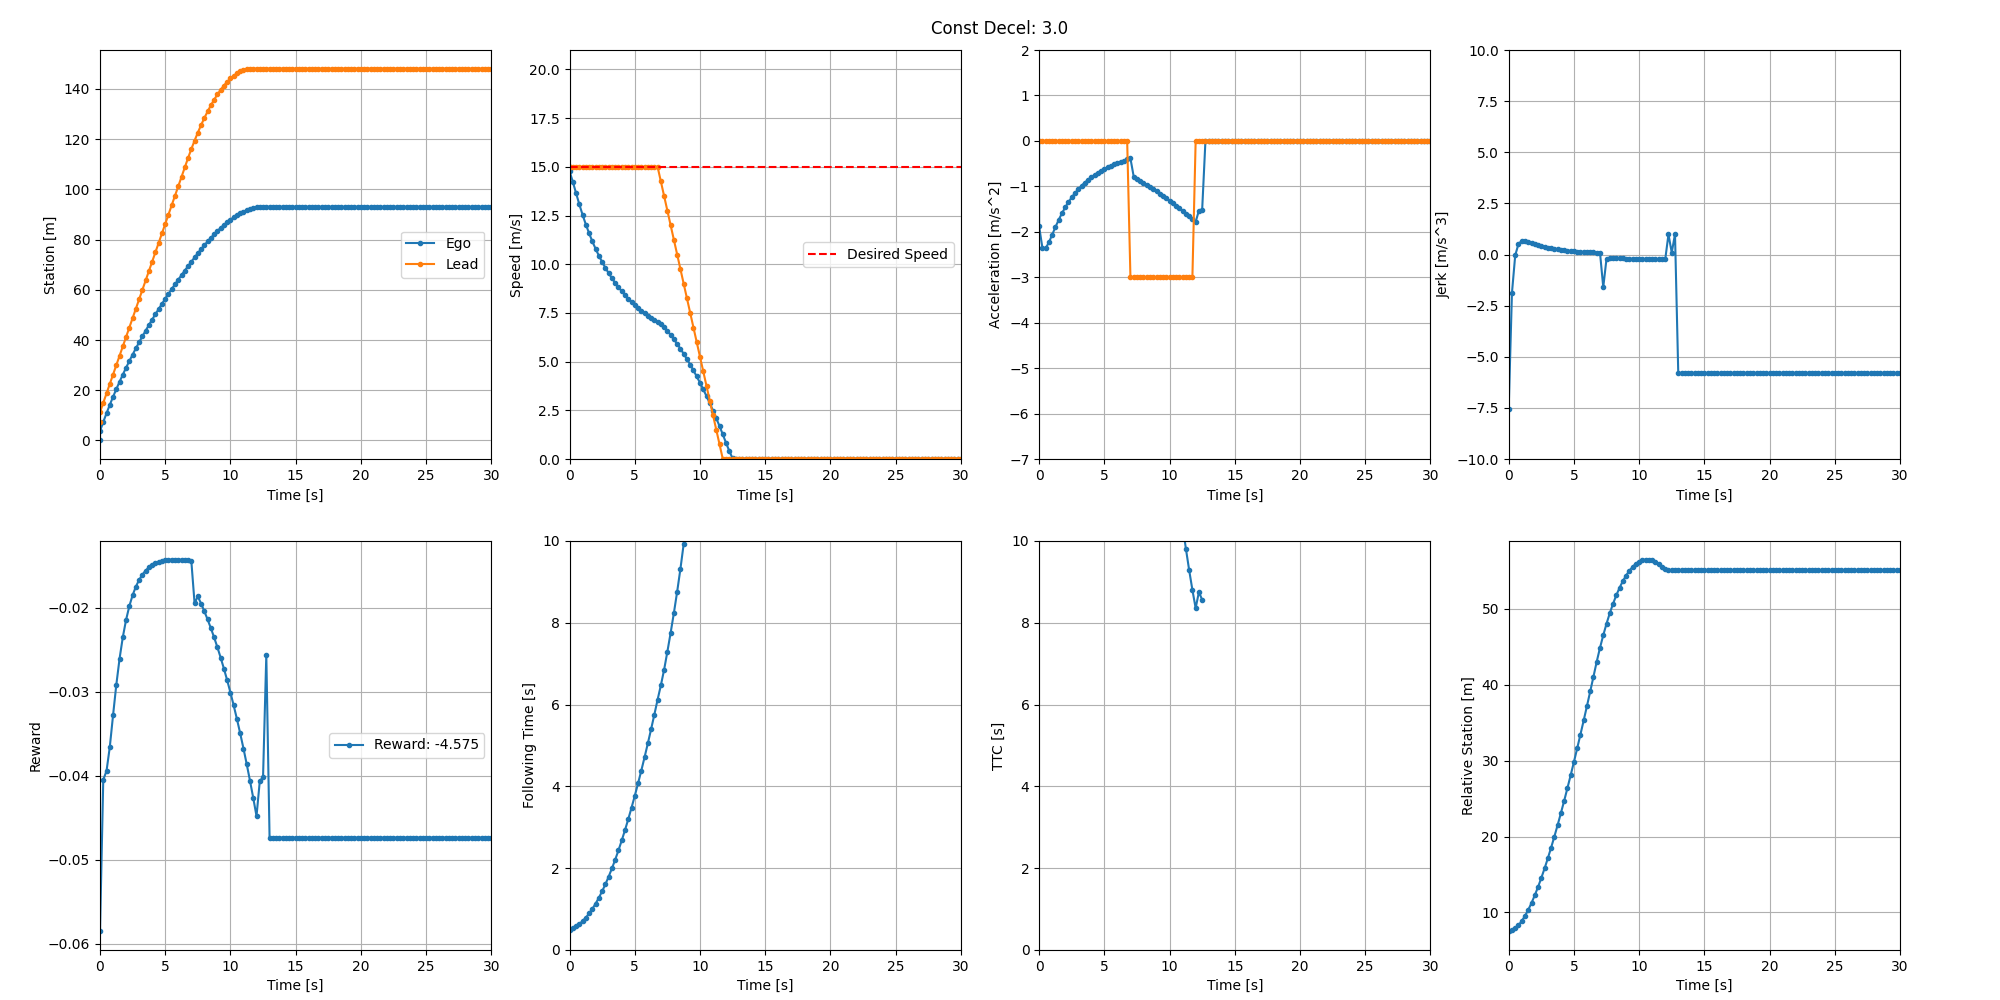 Const Decel: 3.0
Station [m]
140
120
100
80
60
40
20
0
Ego
Lead
0 5 10 15 20 25 30
Time [s]
Speed [m/s]
20.0
17.5
15.0
12.5
10.0
7.5
5.0
2.5
0.0
Desired Speed
0 5 10 15 20 25 30
Time [s]
Acceleration [m/s^2]
2
1
0
−1
−2
−3
−4
−5
−6
−7
0 5 10 15 20 25 30
Time [s]
Jerk [m/s^3]
10.0
7.5
5.0
2.5
0.0
−2.5
−5.0
−7.5
−10.0
0 5 10 15 20 25 30
Time [s]
Reward
−0.02
−0.03
−0.04
−0.05
−0.06
Reward: -4.575
0 5 10 15 20 25 30
Time [s]
Following Time [s]
10
8
6
4
2
0
0 5 10 15 20 25 30
Time [s]
TTC [s]
10
8
6
4
2
0
0 5 10 15 20 25 30
Time [s]
Relative Station [m]
50
40
30
20
10
0 5 10 15 20 25 30
Time [s]